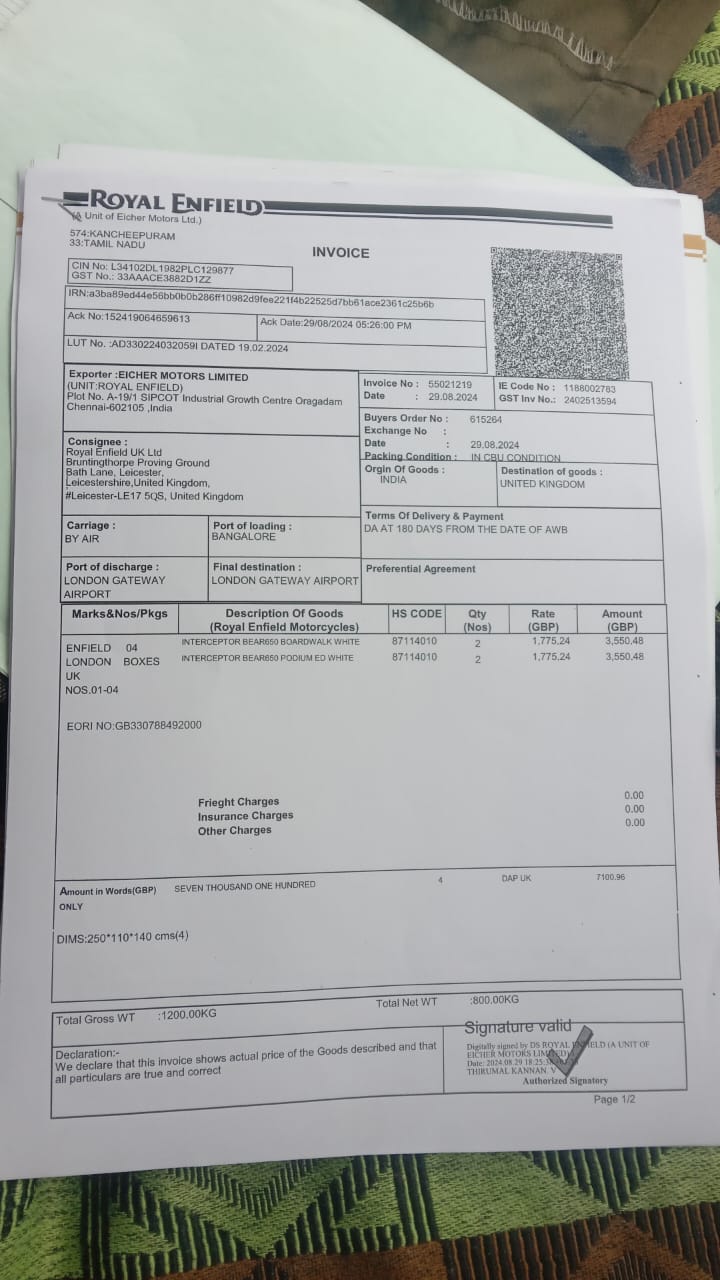 ROYAL ENFIELD
(A Unit of Eicher Motors Ltd.)
574:KANCHEEPURAM
33:TAMIL NADU
INVOICE
CIN No: L34102DL1982PLC129877
GST No.: 33AAACE3882D1ZZ
IRN:a3ba89ed44e56bb0b0b286ff10982d9fee221f4b22525d7bb61ace2361c25b6b
Ack No:152419064659613
Ack Date:29/08/2024 05:26:00 PM
LUT No. :AD330224032059I DATED 19.02.2024
Exporter :EICHER MOTORS LIMITED
(UNIT:ROYAL ENFIELD)
Plot No. A-19/1 SIPCOT Industrial Growth Centre Oragadam
Chennai-602105 ,India
Invoice No : 55021219
Date : 29.08.2024
IE Code No : 1188002783
GST Inv No.: 2402513594
Buyers Order No : 615264
Exchange No :
Date : 29.08.2024
Packing Condition : IN CBU CONDITION
Consignee :
Royal Enfield UK Ltd
Bruntingthorpe Proving Ground
Bath Lane, Leicester,
Leicestershire,United Kingdom,
#Leicester-LE17 5QS, United Kingdom
Orgin Of Goods :
INDIA
Destination of goods :
UNITED KINGDOM
Terms Of Delivery & Payment
DA AT 180 DAYS FROM THE DATE OF AWB
Carriage :
BY AIR
Port of loading :
BANGALORE
Port of discharge :
LONDON GATEWAY
AIRPORT
Final destination :
LONDON GATEWAY AIRPORT
Preferential Agreement
Marks&Nos/Pkgs Description Of Goods HS CODE Qty Rate Amount
(Royal Enfield Motorcycles) (Nos) (GBP) (GBP)
ENFIELD 04 INTERCEPTOR BEAR650 BOARDWALK WHITE 87114010 2 1,775.24 3,550.48
LONDON BOXES INTERCEPTOR BEAR650 PODIUM ED WHITE 87114010 2 1,775.24 3,550.48
UK
NOS.01-04
EORI NO:GB330788492000
Frieght Charges 0.00
Insurance Charges 0.00
Other Charges 0.00
Amount in Words(GBP) SEVEN THOUSAND ONE HUNDRED 4 DAP UK 7100.96
ONLY
DIMS:250*110*140 cms(4)
Total Gross WT :1200.00KG Total Net WT :800.00KG
Declaration:-
We declare that this invoice shows actual price of the Goods described and that
all particulars are true and correct
Signature valid
Digitally signed by DS ROYAL ENFIELD (A UNIT OF
EICHER MOTORS LIMITED)
Date: 2024.08.29 18:25
THIRUMAL KANNAN. V
Authorized Signatory
Page 1/2